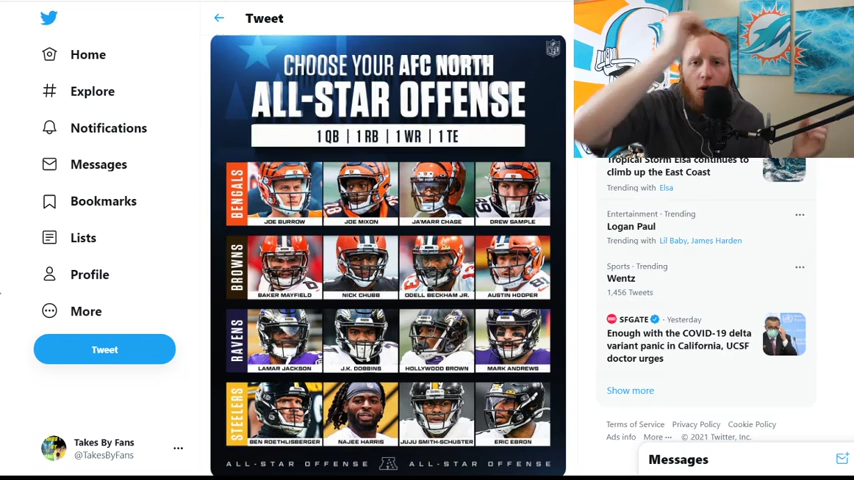 Home
Explore
Notifications
Messages
Bookmarks
Lists
Profile
More
Tweet
Takes By Fans
@TakesByFans
Tweet
NFL
CHOOSE YOUR AFC NORTH
ALL-STAR OFFENSE
1 QB | 1 RB | 1 WR | 1 TE
BENGALS
JOE BURROW
JOE MIXON
JA'MARR CHASE
DREW SAMPLE
BROWNS
BAKER MAYFIELD
NICK CHUBB
ODELL BECKHAM JR.
AUSTIN HOOPER
RAVENS
LAMAR JACKSON
J.K. DOBBINS
HOLLYWOOD BROWN
MARK ANDREWS
STEELERS
BEN ROETHLISBERGER
NAJEE HARRIS
JUJU SMITH-SCHUSTER
ERIC EBRON
ALL-STAR OFFENSE
ALL-STAR OFFENSE
Tropical Storm Elsa continues to
climb up the East Coast
Trending with Elsa
Entertainment · Trending
Logan Paul
Trending with Lil Baby, James Harden
Sports · Trending
Wentz
1,456 Tweets
SFGATE · Yesterday
Enough with the COVID-19 delta
variant panic in California, UCSF
doctor urges
Show more
Terms of Service Privacy Policy Cookie Policy
Ads info More ··· © 2021 Twitter, Inc.
Messages